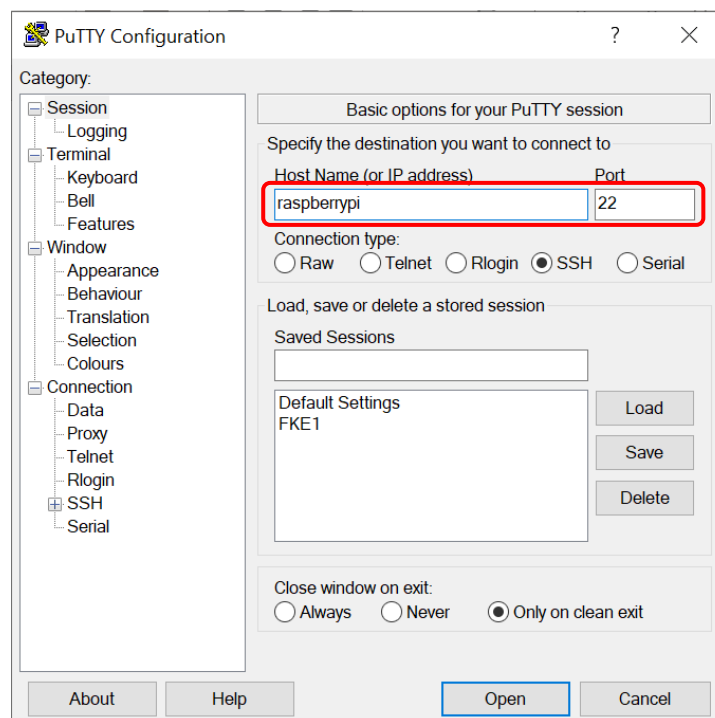 PuTTY Configuration ?
Category:
Session
Logging
Terminal
Keyboard
Bell
Features
Window
Appearance
Behaviour
Translation
Selection
Colours
Connection
Data
Proxy
Telnet
Rlogin
SSH
Serial
Basic options for your PuTTY session
Specify the destination you want to connect to
Host Name (or IP address) Port
raspberrypi 22
Connection type:
Raw Telnet Rlogin SSH Serial
Load, save or delete a stored session
Saved Sessions
Default Settings
FKE1
Load
Save
Delete
Close window on exit:
Always Never Only on clean exit
About Help Open Cancel